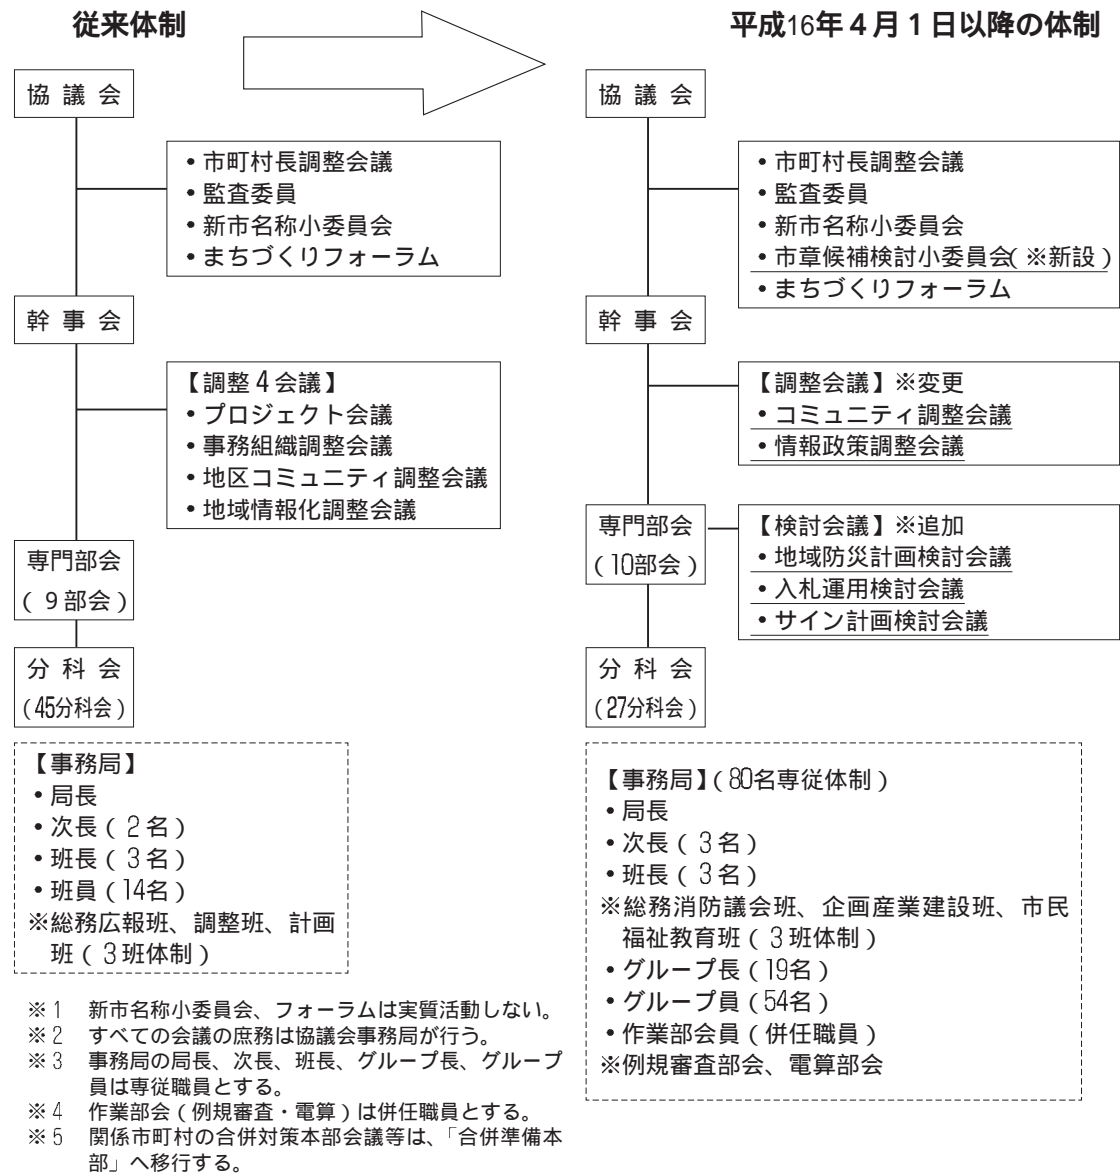 従来体制
協議会
・市町村長調整会議
・監査委員
・新市名称小委員会
・まちづくりフォーラム
幹事会
【調整4会議】
・プロジェクト会議
・事務組織調整会議
・地区コミュニティ調整会議
・地域情報化調整会議
専門部会
(9部会)
分科会
(45分科会)
【事務局】
・局長
・次長(2名)
・班長(3名)
・班員(14名)
※総務広報班、調整班、計画
班(3班体制)
平成16年4月1日以降の体制
協議会
・市町村長調整会議
・監査委員
・新市名称小委員会
・市章候補検討小委員会(※新設)
・まちづくりフォーラム
幹事会
【調整会議】※変更
・コミュニティ調整会議
・情報政策調整会議
専門部会
(10部会)
【検討会議】※追加
・地域防災計画検討会議
・入札運用検討会議
・サイン計画検討会議
分科会
(27分科会)
【事務局】(80名専従体制)
・局長
・次長(3名)
・班長(3名)
※総務消防議会班、企画産業建設班、市民
福祉教育班(3班体制)
・グループ長(19名)
・グループ員(54名)
・作業部会員(併任職員)
※例規審査部会、電算部会
※1 新市名称小委員会、フォーラムは実質活動しない。
※2 すべての会議の庶務は協議会事務局が行う。
※3 事務局の局長、次長、班長、グループ長、グループ
員は専従職員とする。
※4 作業部会(例規審査・電算)は併任職員とする。
※5 関係市町村の合併対策本部会議等は、「合併準備本
部」へ移行する。